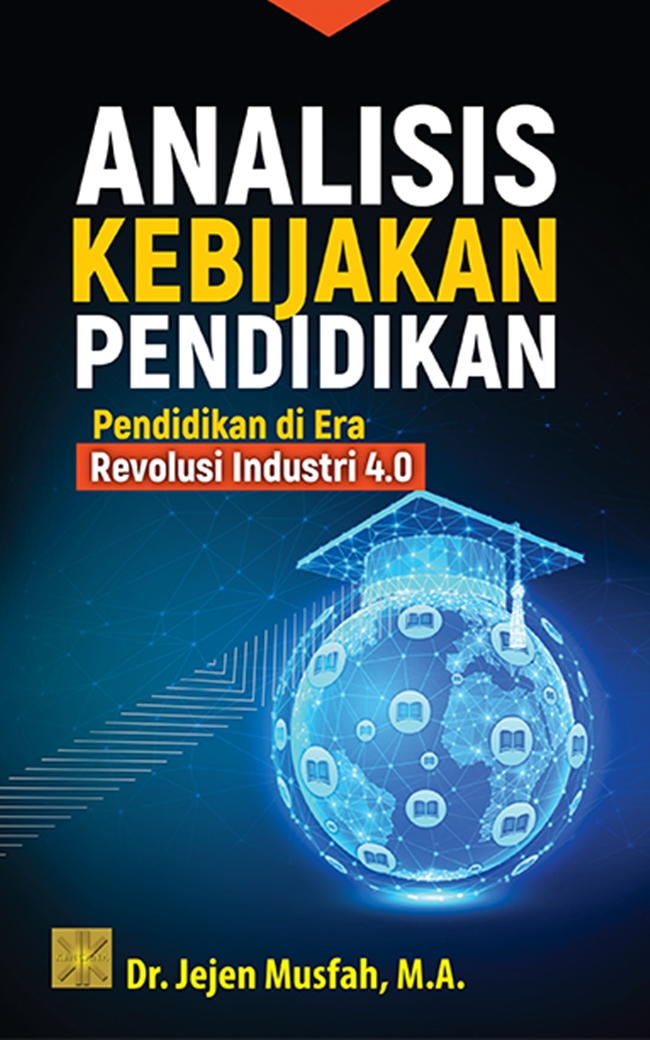 ANALISIS
KEBIJAKAN
PENDIDIKAN
Pendidikan di Era
Revolusi Industri 4.0
Dr. Jejen Musfah, M.A.